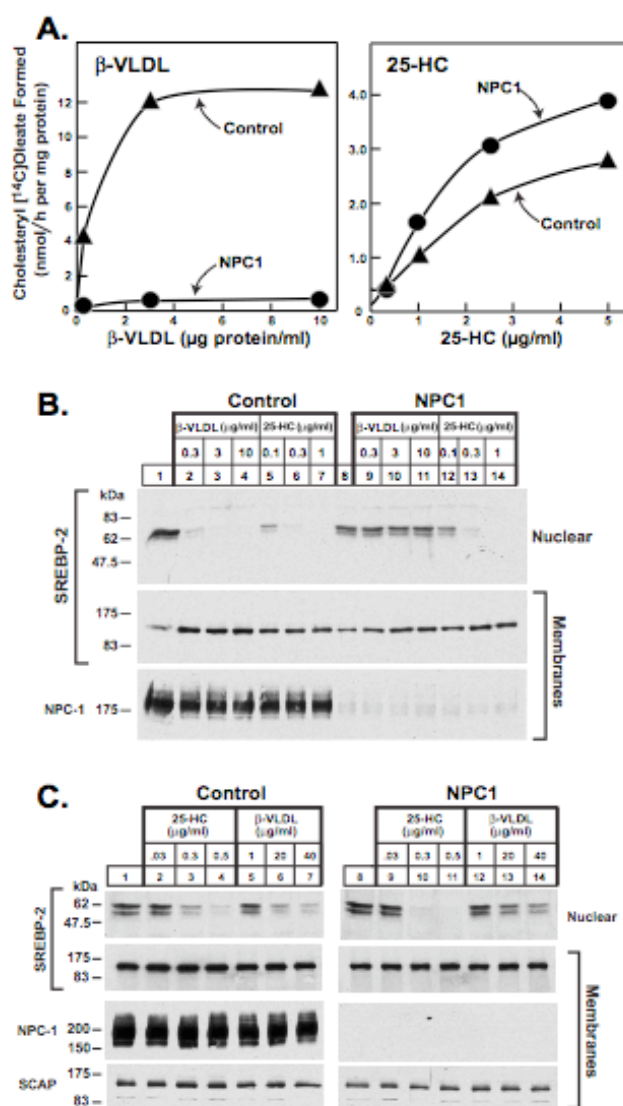 A.
β-VLDL
25-HC
Cholesteryl [¹⁴C]Oleate Formed
(nmol/h per mg protein)
12
10
8
6
4
2
0
Control
NPC1
0 2 4 6 8 10
β-VLDL (µg protein/ml)
4.0
3.0
2.0
1.0
0
NPC1
Control
0 1 2 3 4 5
25-HC (µg/ml)
B.
Control NPC1
β-VLDL (µg/ml) 25-HC (µg/ml) β-VLDL (µg/ml) 25-HC (µg/ml)
0.3 3 10 0.1 0.3 1 0.3 3 10 0.1 0.3 1
1 2 3 4 5 6 7 8 9 10 11 12 13 14
kDa
SREBP-2
83
62
47.5
Nuclear
175
83
Membranes
NPC-1 175
C.
Control NPC1
25-HC (µg/ml) β-VLDL (µg/ml) 25-HC (µg/ml) β-VLDL (µg/ml)
.03 0.3 0.5 1 20 40 .03 0.3 0.5 1 20 40
1 2 3 4 5 6 7 8 9 10 11 12 13 14
kDa
SREBP-2
62
47.5
Nuclear
175
83
Membranes
NPC-1 200
150
SCAP 175
83